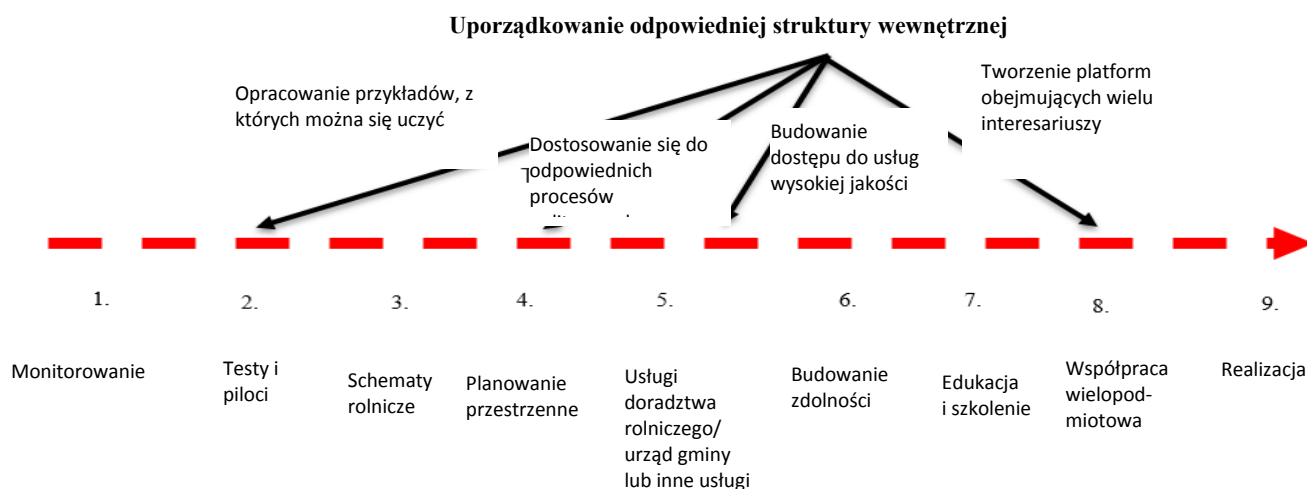 Uporządkowanie odpowiedniej struktury wewnętrznej
Opracowanie przykładów, z
których można się uczyć
Dostosowanie się do
odpowiednich
procesów
Budowanie
dostępu do usług
wysokiej jakości
Tworzenie platform
obejmujących wielu
interesariuszy
1.
2.
3.
4.
5.
6.
7.
8.
9.
Monitorowanie
Testy i
piloci
Schematy
rolnicze
Planowanie
przestrzenne
Usługi
doradztwa
rolniczego/
urząd gminy
lub inne usługi
Budowanie
zdolności
Edukacja
i szkolenie
Współpraca
wielopod-
miotowa
Realizacja